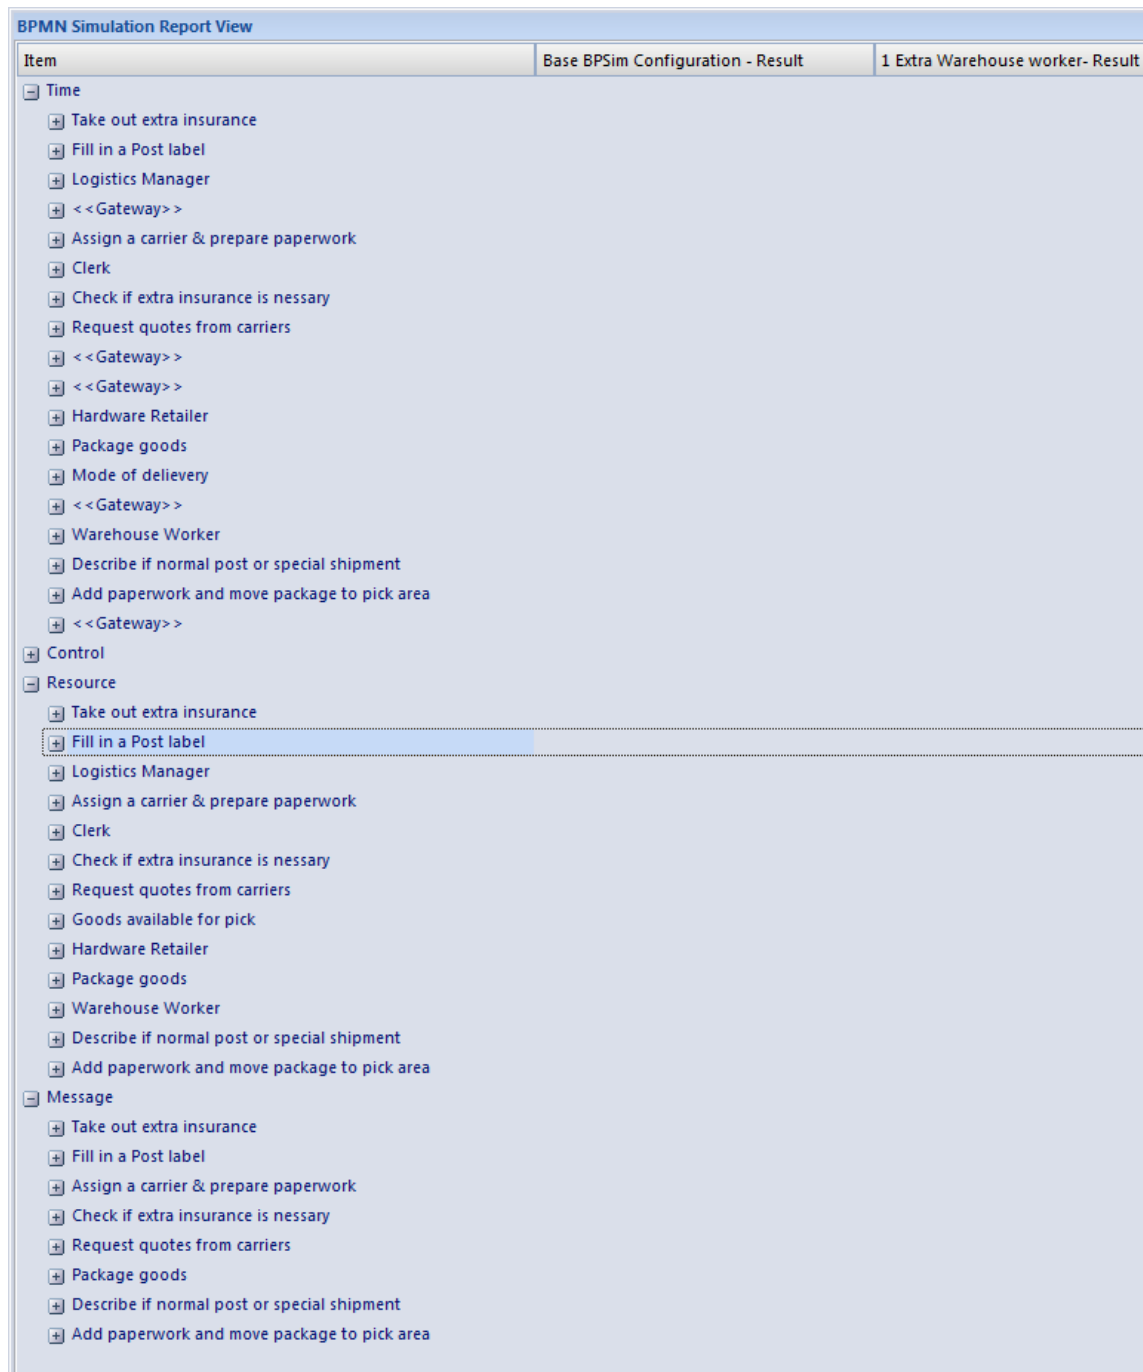 BPMN Simulation Report View
Item Base BPSim Configuration - Result 1 Extra Warehouse worker- Result
Time
Take out extra insurance
Fill in a Post label
Logistics Manager
<<Gateway>>
Assign a carrier & prepare paperwork
Clerk
Check if extra insurance is nessary
Request quotes from carriers
<<Gateway>>
<<Gateway>>
Hardware Retailer
Package goods
Mode of delievery
<<Gateway>>
Warehouse Worker
Describe if normal post or special shipment
Add paperwork and move package to pick area
<<Gateway>>
Control
Resource
Take out extra insurance
Fill in a Post label
Logistics Manager
Assign a carrier & prepare paperwork
Clerk
Check if extra insurance is nessary
Request quotes from carriers
Goods available for pick
Hardware Retailer
Package goods
Warehouse Worker
Describe if normal post or special shipment
Add paperwork and move package to pick area
Message
Take out extra insurance
Fill in a Post label
Assign a carrier & prepare paperwork
Check if extra insurance is nessary
Request quotes from carriers
Package goods
Describe if normal post or special shipment
Add paperwork and move package to pick area